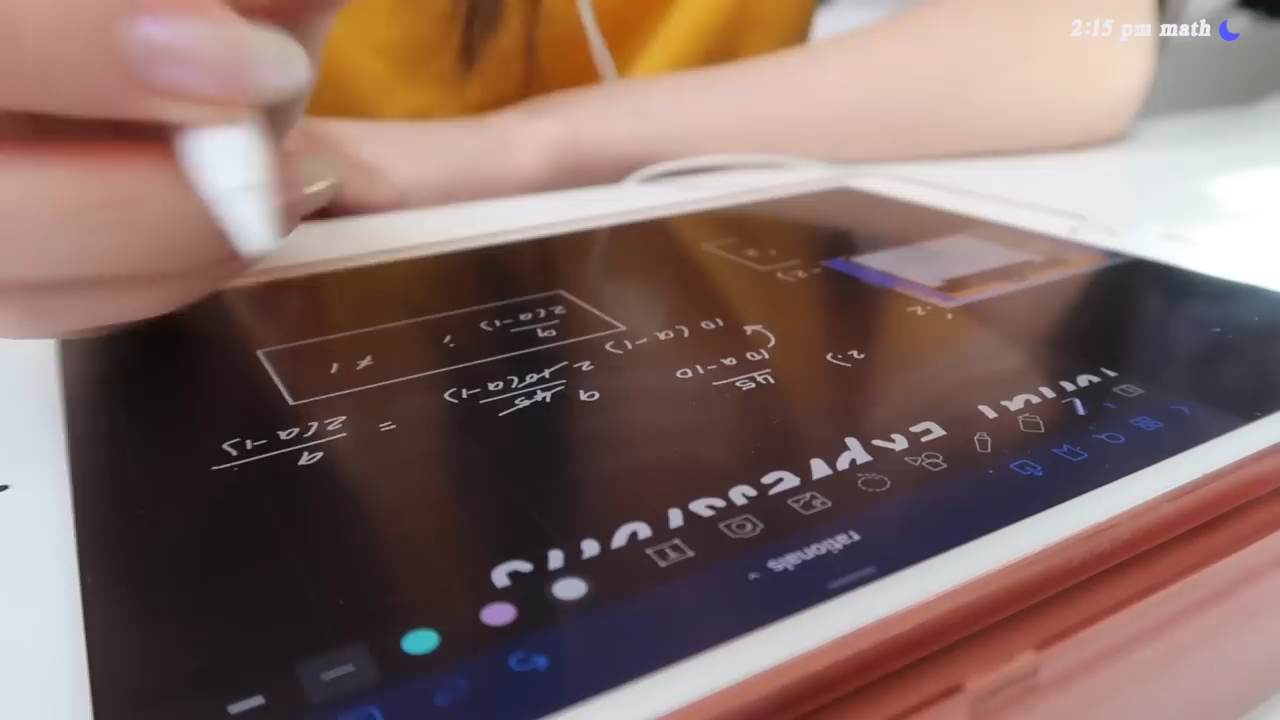 2:15 pm math
rationals
rational expressions
2.)
45
10a-10
10(a-1)
9
45
10(a-1)
2
=
9
2(a-1)
9
2(a-1)
; ≠ 1